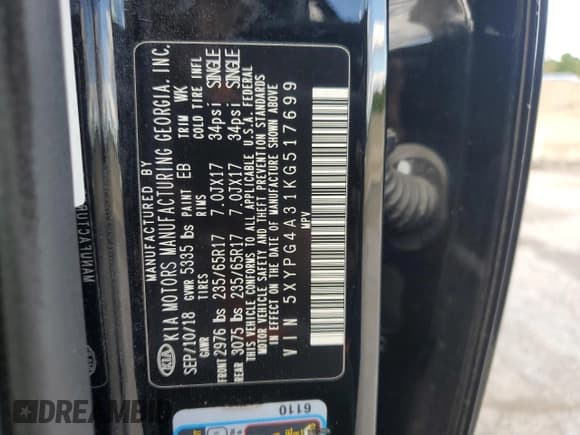 MANUFACTURED BY
KIA MOTORS MANUFACTURING GEORGIA, INC.
SEP/10/18 GVWR 5335 lbs PAINT EB TRIM WK
GAWR TIRES RIMS COLD TIRE INFL
FRONT 2976 lbs 235/65R17 7.0JX17 34psi SINGLE
REAR 3075 lbs 235/65R17 7.0JX17 34psi SINGLE
THIS VEHICLE CONFORMS TO ALL APPLICABLE U.S.A. FEDERAL
MOTOR VEHICLE SAFETY AND THEFT PREVENTION STANDARDS
IN EFFECT ON THE DATE OF MANUFACTURE SHOWN ABOVE
VIN 5XYPG4A31KG517699
MPV
KIA
6110
DREAMBID